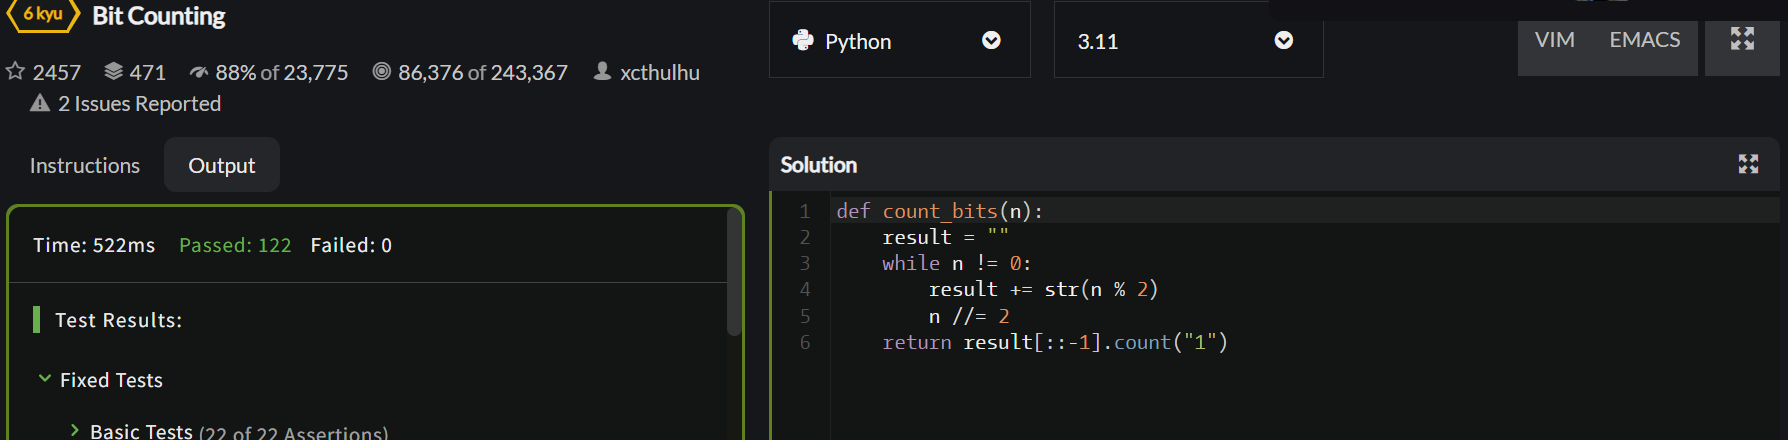 6 kyu Bit Counting
2457 471 88% of 23,775 86,376 of 243,367 xcthulhu
2 Issues Reported
Instructions Output
Time: 522ms Passed: 122 Failed: 0
Test Results:
Fixed Tests
Basic Tests (22 of 22 Assertions)
Python 3.11 VIM EMACS
Solution
1 def count_bits(n):
2     result = ""
3     while n != 0:
4         result += str(n % 2)
5         n //= 2
6     return result[::-1].count("1")